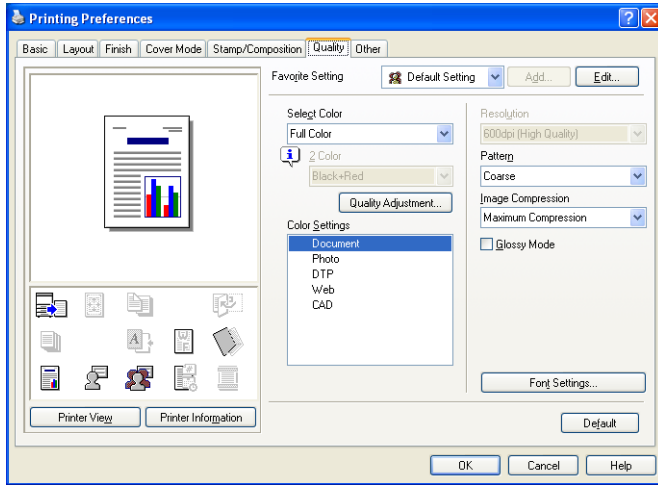 Printing Preferences
Basic Layout Finish Cover Mode Stamp/Composition Quality Other
Favorite Setting Default Setting Add... Edit...
Select Color
Full Color
2 Color
Black+Red
Quality Adjustment...
Color Settings
Document
Photo
DTP
Web
CAD
Resolution
600dpi (High Quality)
Pattern
Coarse
Image Compression
Maximum Compression
Glossy Mode
Font Settings...
Printer View Printer Information
Default
OK Cancel Help